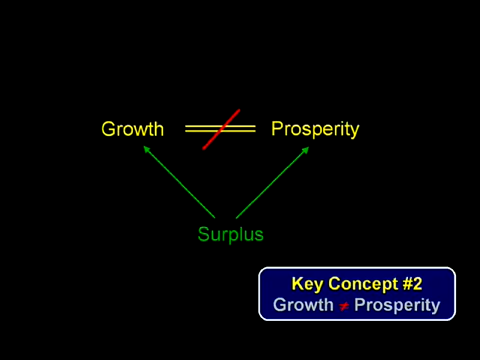 Growth Prosperity
Surplus
Key Concept #2
Growth ≠ Prosperity